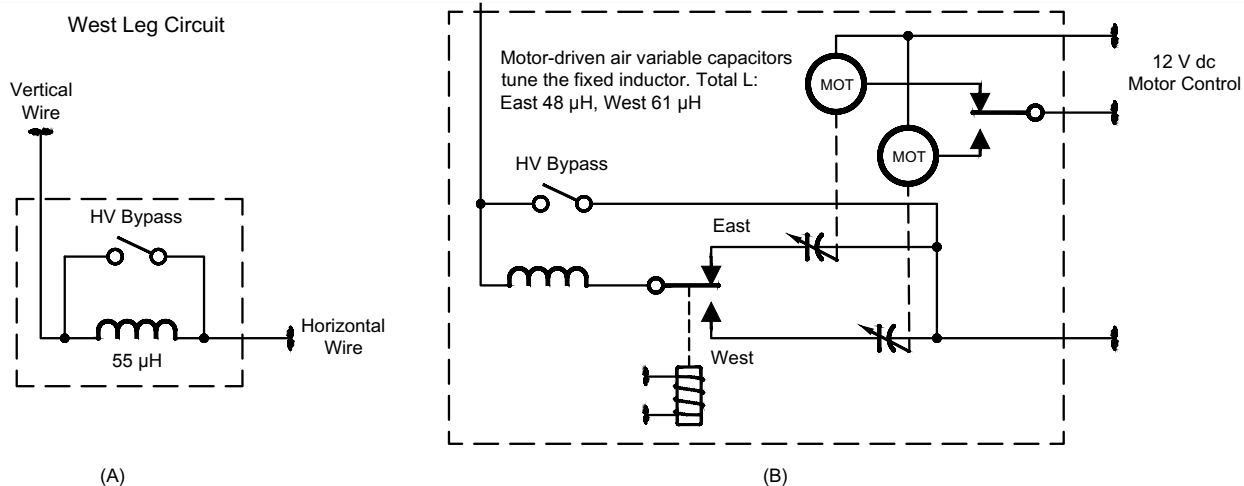 West Leg Circuit
Vertical
Wire
HV Bypass
55 µH
Horizontal
Wire
(A)
Motor-driven air variable capacitors
tune the fixed inductor. Total L:
East 48 µH, West 61 µH
MOT
MOT
12 V dc
Motor Control
HV Bypass
East
West
(B)